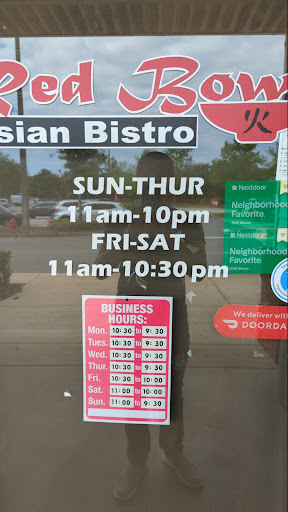 Red Bow
sian Bistro
火
SUN-THUR
11am-10pm
FRI-SAT
11am-10:30pm
Nextdoor
Neighborhood
Favorite
Nextdoor
Neighborhood
Favorite
We deliver with
DOORDA
BUSINESS
HOURS:
Mon. 10:30 to 9:30
Tues. 10:30 to 9:30
Wed. 10:30 to 9:30
Thur. 10:30 to 9:30
Fri. 10:30 to 10:00
Sat. 11:00 to 10:00
Sun. 11:00 to 9:30